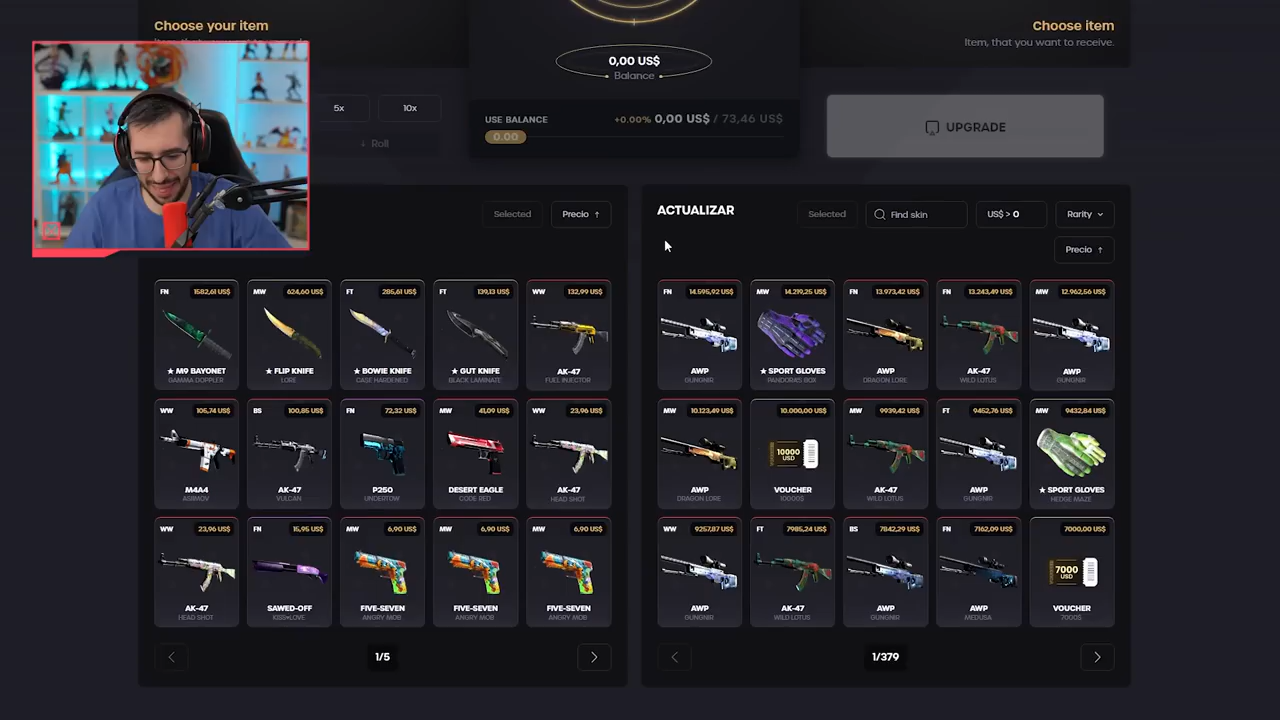 Choose your item
Choose item
Item, that you want to receive.
0,00 US$
Balance
5x
10x
USE BALANCE
+0.00% 0,00 US$ / 73,46 US$
0.00
UPGRADE
↓ Roll
Selected
Precio ↑
ACTUALIZAR
Selected
Find skin
US$ > 0
Rarity
Precio ↑
FN 1582,61 US$
★ M9 BAYONET
GAMMA DOPPLER
MW 624,60 US$
★ FLIP KNIFE
LORE
FT 285,61 US$
★ BOWIE KNIFE
CASE HARDENED
FT 139,13 US$
★ GUT KNIFE
BLACK LAMINATE
WW 132,99 US$
AK-47
FUEL INJECTOR
WW 105,74 US$
M4A4
ASIIMOV
BS 100,85 US$
AK-47
VULCAN
FN 72,32 US$
P250
UNDERTOW
MW 41,09 US$
DESERT EAGLE
CODE RED
WW 23,96 US$
AK-47
HEAD SHOT
WW 23,96 US$
AK-47
HEAD SHOT
FN 15,95 US$
SAWED-OFF
KISS♥LOVE
MW 6,90 US$
FIVE-SEVEN
ANGRY MOB
MW 6,90 US$
FIVE-SEVEN
ANGRY MOB
MW 6,90 US$
FIVE-SEVEN
ANGRY MOB
1/5
FN 14.595,92 US$
AWP
GUNGNIR
MW 14.219,25 US$
★ SPORT GLOVES
PANDORA'S BOX
FN 13.973,42 US$
AWP
DRAGON LORE
FN 13.243,49 US$
AK-47
WILD LOTUS
MW 12.962,56 US$
AWP
GUNGNIR
MW 10.123,49 US$
AWP
DRAGON LORE
10.000,00 US$
10000
USD
VOUCHER
10000$
MW 9939,42 US$
AK-47
WILD LOTUS
FT 9452,76 US$
AWP
GUNGNIR
MW 9432,84 US$
★ SPORT GLOVES
HEDGE MAZE
WW 9257,87 US$
AWP
GUNGNIR
FT 7985,24 US$
AK-47
WILD LOTUS
BS 7842,29 US$
AWP
GUNGNIR
FN 7162,09 US$
AWP
MEDUSA
7000,00 US$
7000
USD
VOUCHER
7000$
1/379